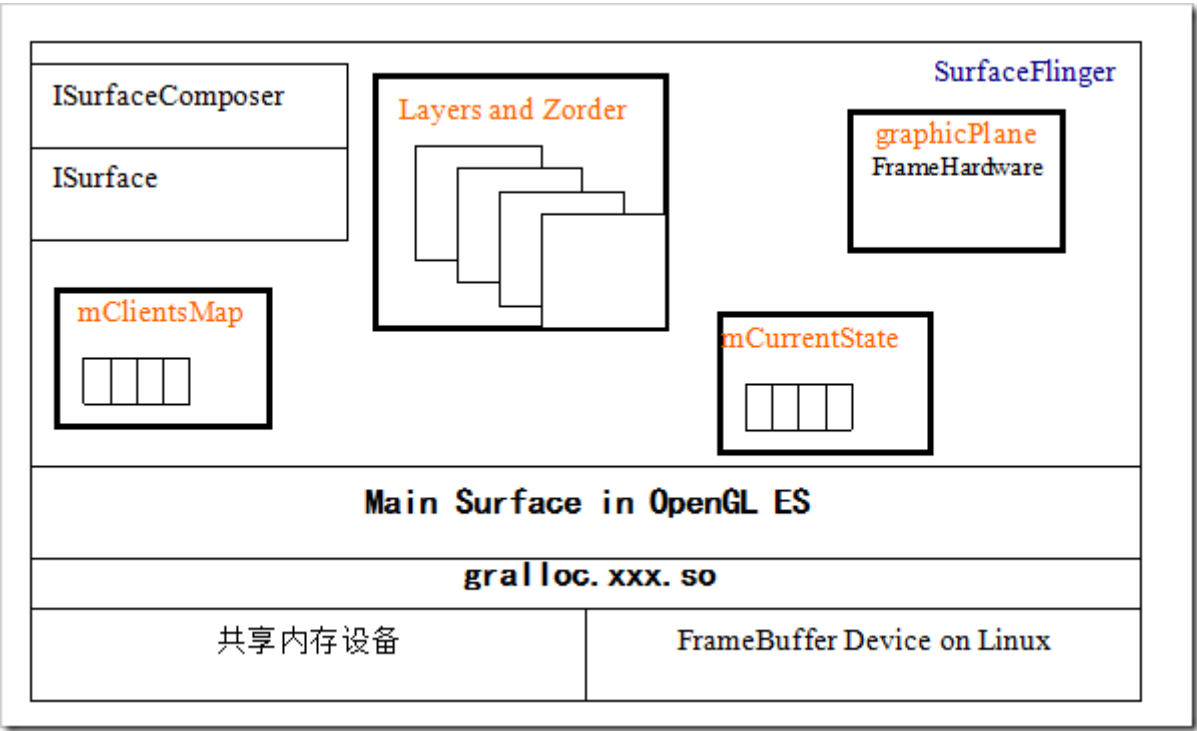 SurfaceFlinger
ISurfaceComposer
ISurface
Layers and Zorder
graphicPlane
FrameHardware
mClientsMap
mCurrentState
Main Surface in OpenGL ES
gralloc.xxx.so
共享内存设备
FrameBuffer Device on Linux